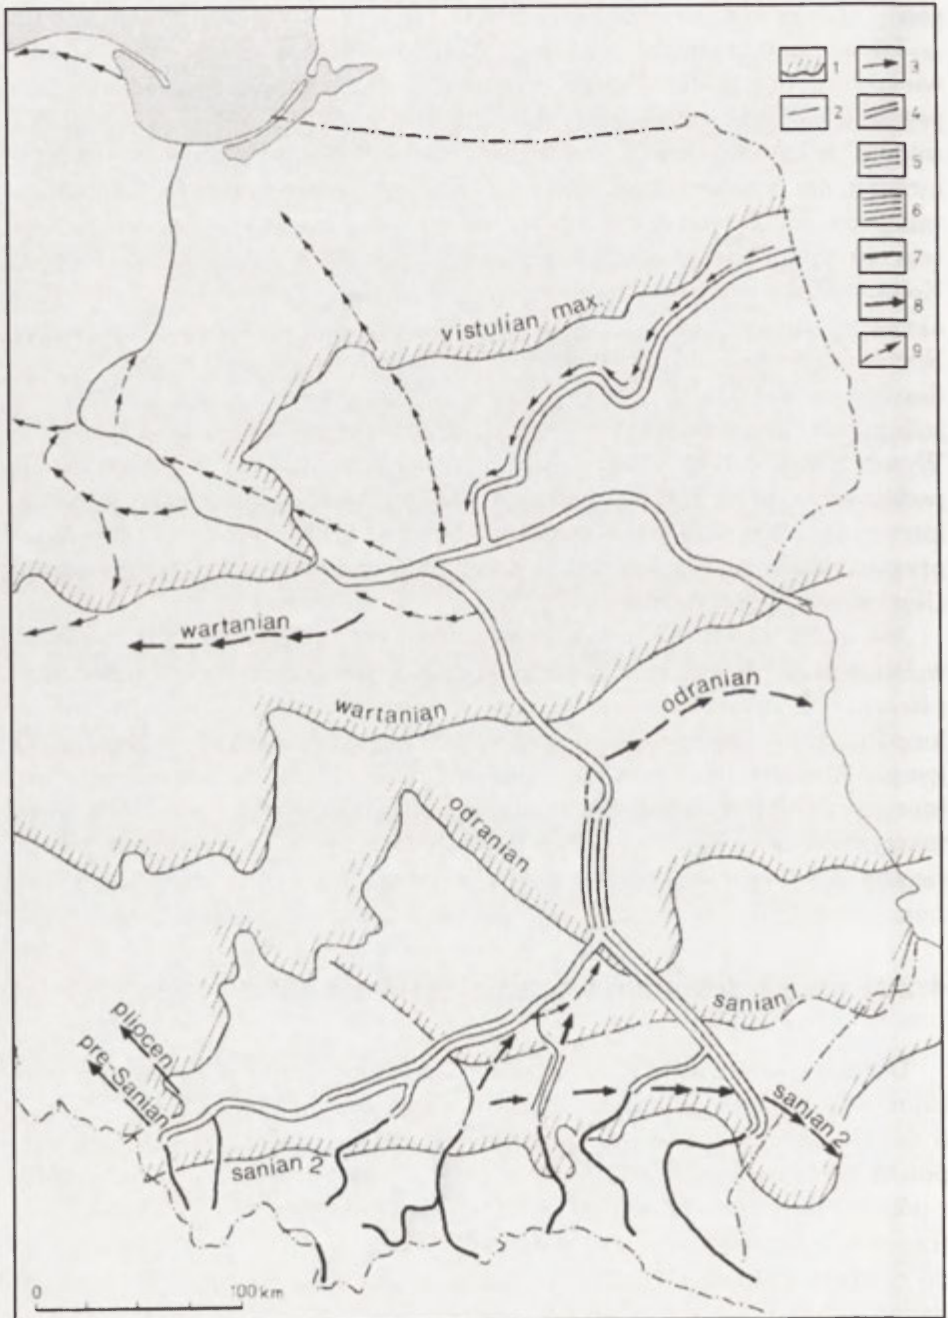 1 3
2 4
5
6
7
8
9
vistulian max.
wartanian
odranian
wartanian
odranian
sanian 1
pliocen
pre-Sanian
sanian 2
sanian 2
0 100 km